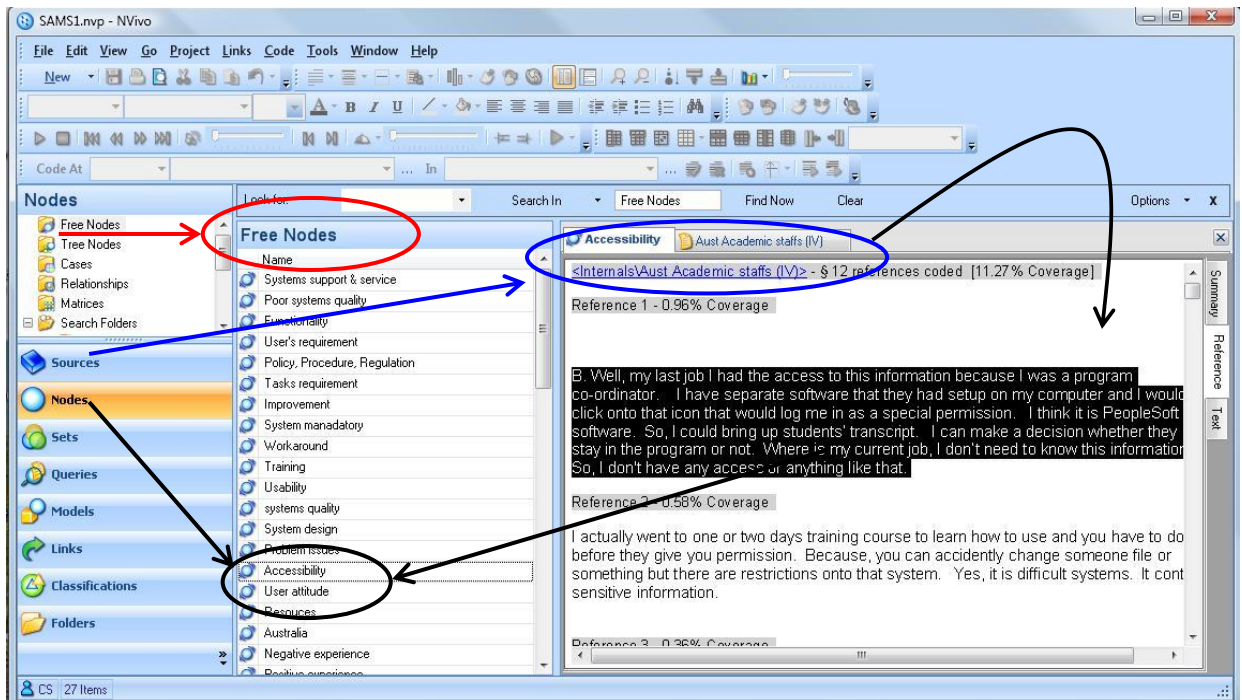 SAMS1.nvp - NVivo
File Edit View Go Project Links Code Tools Window Help
New
Code At In
Nodes
Look for: Search In Free Nodes Find Now Clear Options x
Free Nodes
Tree Nodes
Cases
Relationships
Matrices
Search Folders
Sources
Nodes
Sets
Queries
Models
Links
Classifications
Folders
Free Nodes
Name
Systems support & service
Poor systems quality
Functionality
User's requirement
Policy, Procedure, Regulation
Tasks requirement
Improvement
System manadatory
Workaround
Training
Usability
systems quality
System design
Problem issues
Accessibility
User attitude
Resouces
Australia
Negative experience
Positive experience
Accessibility Aust Academic staffs (IV)
<Internals\Aust Academic staffs (IV)> - § 12 references coded [11.27% Coverage]
Reference 1 - 0.96% Coverage
B. Well, my last job I had the access to this information because I was a program
co-ordinator. I have separate software that they had setup on my computer and I would
click onto that icon that would log me in as a special permission. I think it is PeopleSoft
software. So, I could bring up students' transcript. I can make a decision whether they
stay in the program or not. Where is my current job, I don't need to know this information
So, I don't have any access or anything like that.
Reference 2 - 0.58% Coverage
I actually went to one or two days training course to learn how to use and you have to do
before they give you permission. Because, you can accidently change someone file or
something but there are restrictions onto that system. Yes, it is difficult systems. It cont
sensitive information.
Reference 3 - 0.36% Coverage
Summary
Reference
Text
CS 27 Items